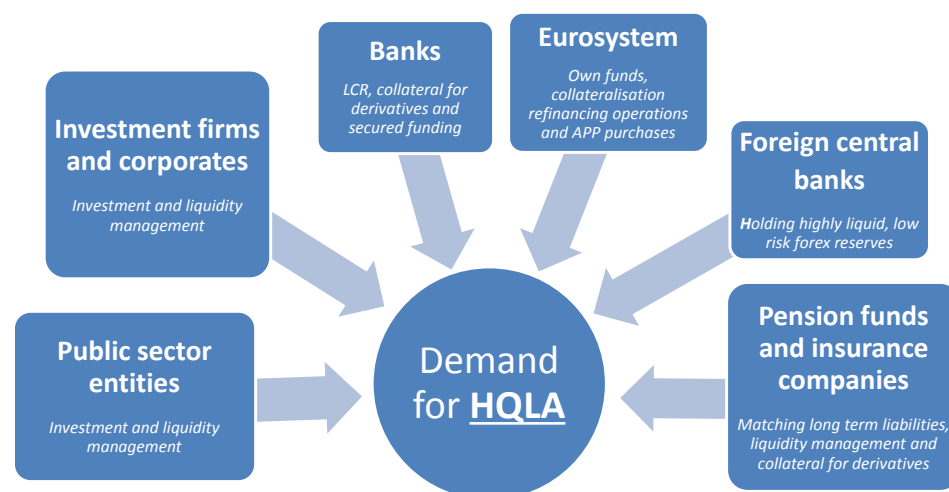 Banks
LCR, collateral for
derivatives and
secured funding
Eurosystem
Own funds,
collateralisation
refinancing operations
and APP purchases
Investment firms
and corporates
Investment and liquidity
management
Foreign central
banks
Holding highly liquid, low
risk forex reserves
Public sector
entities
Investment and liquidity
management
Demand
for HQLA
Pension funds
and insurance
companies
Matching long term liabilities,
liquidity management and
collateral for derivatives